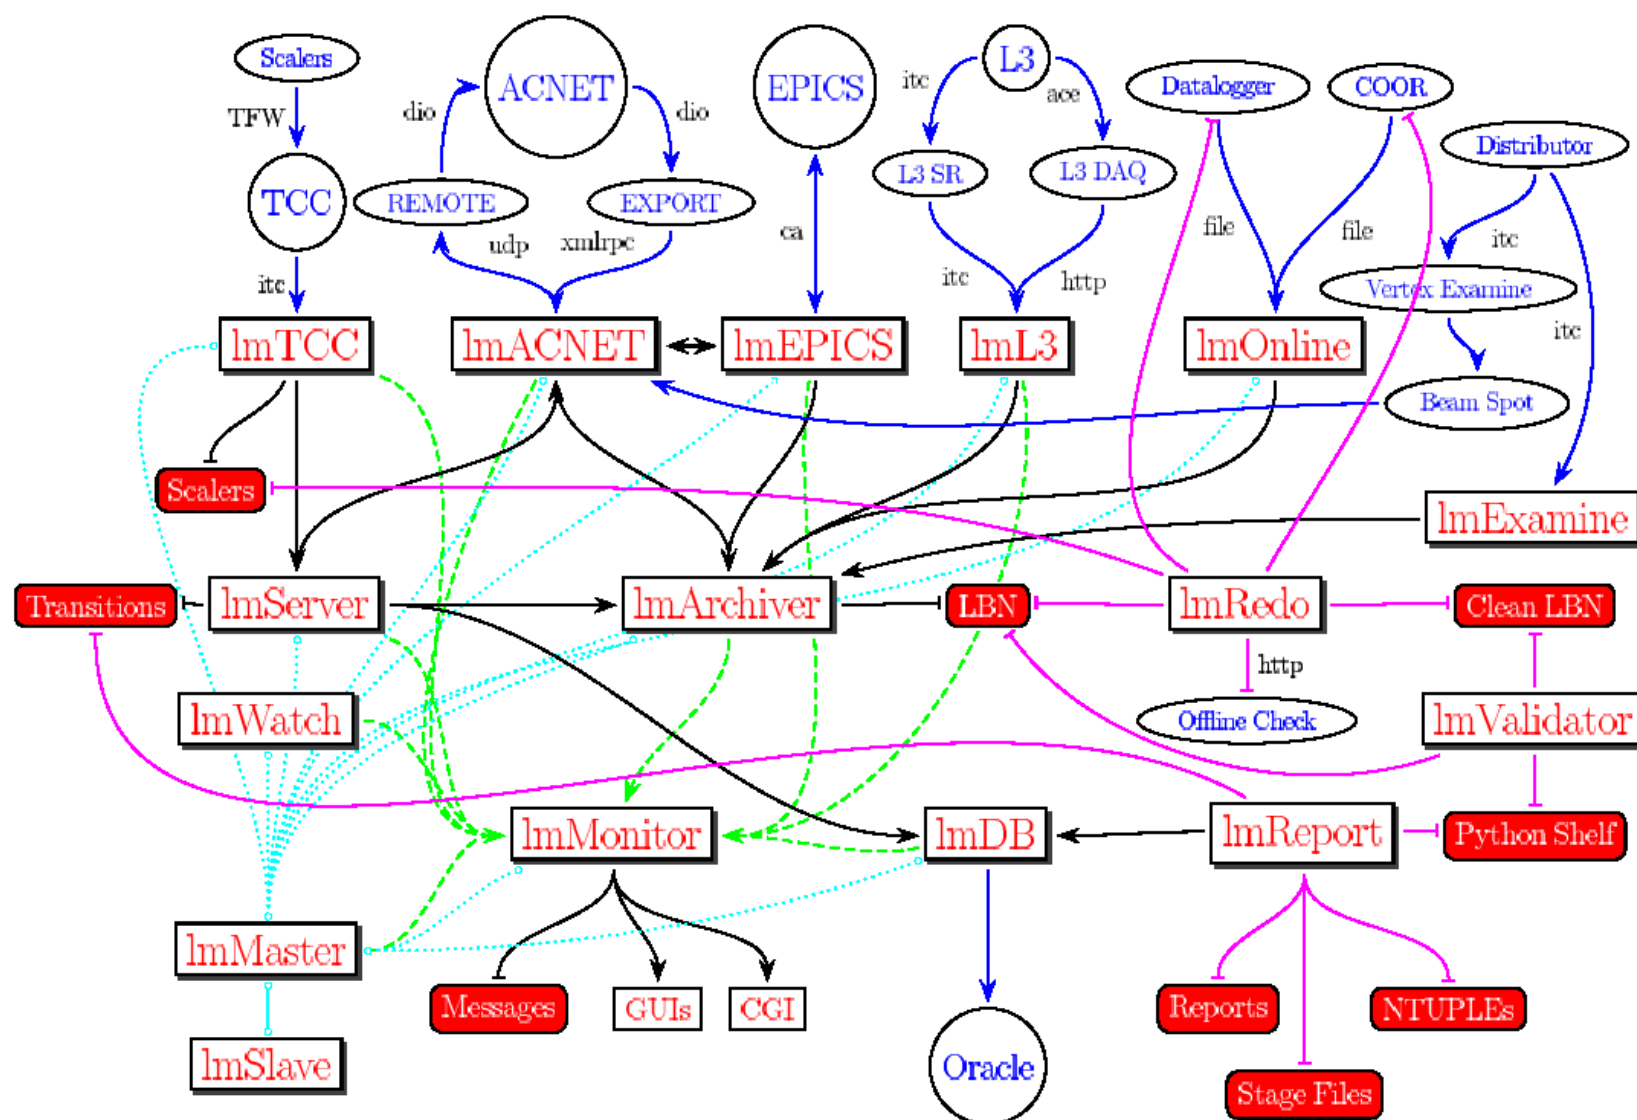 Scalers
ACNET
EPICS
L3
Datalogger
COOR
itc
ace
TFW
dio
dio
Distributor
TCC
REMOTE
EXPORT
L3 SR
L3 DAQ
udp
xmlrpc
ca
file
file
itc
itc
itc
http
Vertex Examine
itc
lmTCC
lmACNET
lmEPICS
lmL3
lmOnline
Beam Spot
Scalers
lmExamine
Transitions
lmServer
lmArchiver
LBN
lmRedo
Clean LBN
http
lmWatch
Offline Check
lmValidator
lmMonitor
lmDB
lmReport
Python Shelf
lmMaster
Messages
GUIs
CGI
Reports
NTUPLEs
lmSlave
Oracle
Stage Files